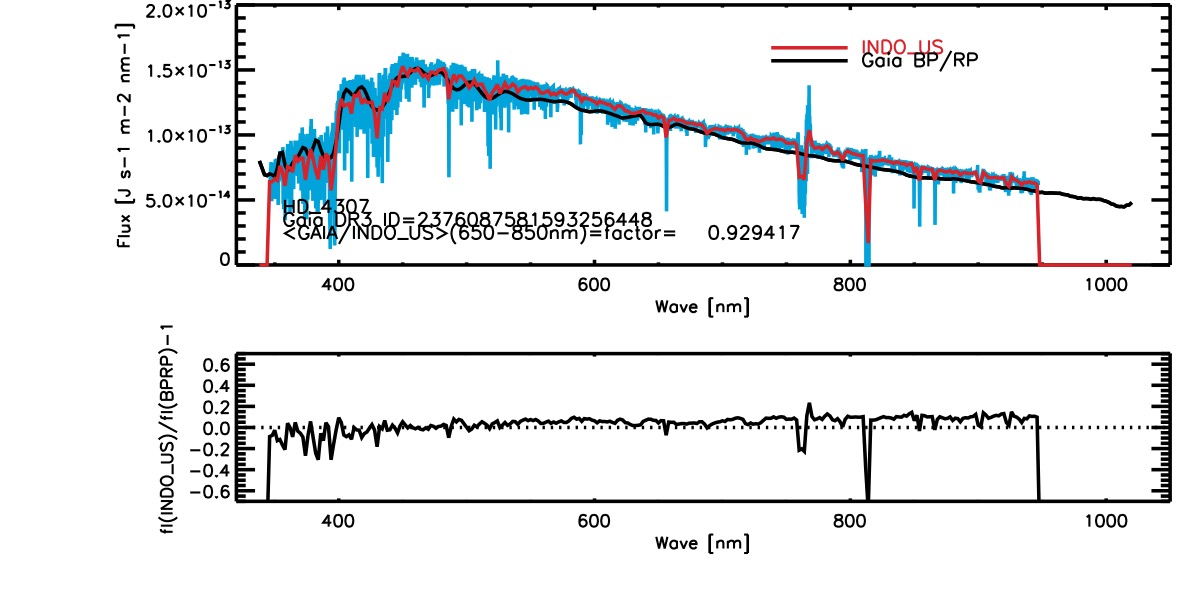 2.0×10−13
1.5×10−13
1.0×10−13
5.0×10−14
0
Flux [J s−1 m−2 nm−1]
INDO_US
Gaia BP/RP
HD_4307
Gaia DR3_ID=2376087581593256448
<GAIA/INDO_US>(650−850nm)=factor= 0.929417
400 600 800 1000
Wave [nm]
0.6
0.4
0.2
0.0
−0.2
−0.4
−0.6
fl(INDO_US)/fl(BPRP)−1
400 600 800 1000
Wave [nm]